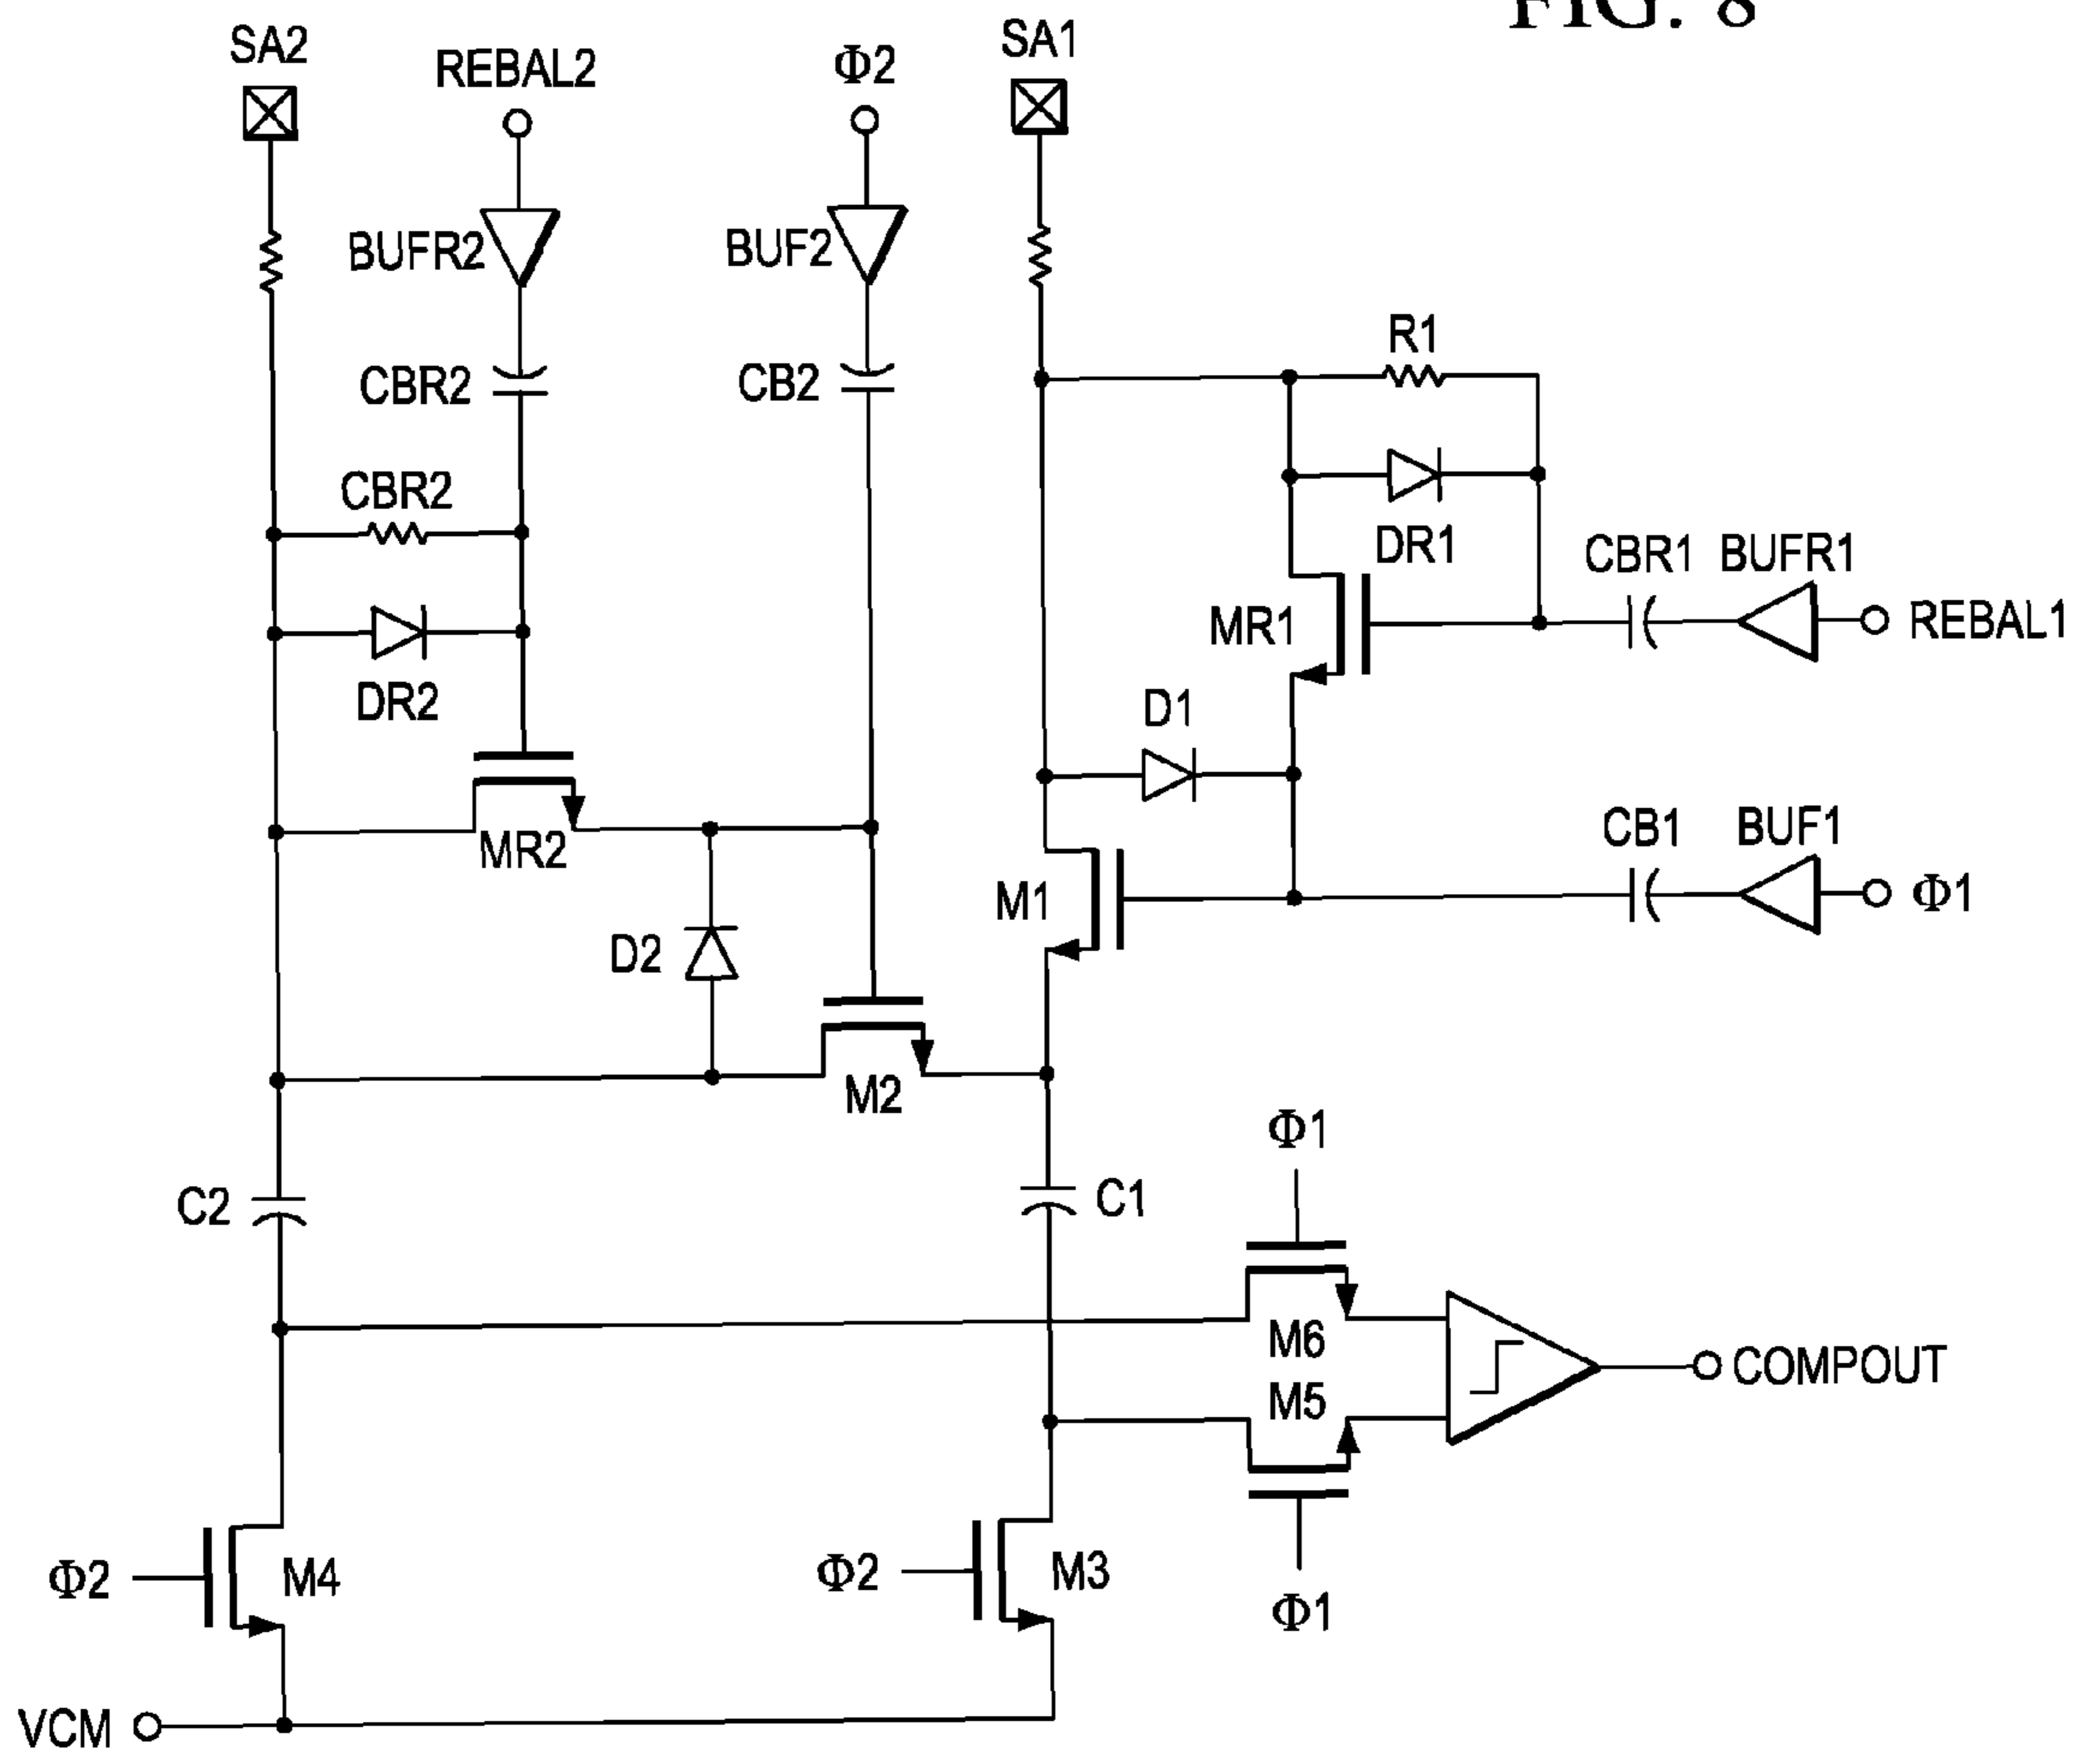 FIG. 8
SA2
REBAL2
Φ2
SA1
BUFR2
BUF2
R1
CBR2
CB2
CBR2
DR1
CBR1
BUFR1
MR1
REBAL1
DR2
D1
MR2
CB1
BUF1
M1
Φ1
D2
M2
Φ1
C2
C1
M6
COMPOUT
M5
Φ2
M4
Φ2
M3
Φ1
VCM